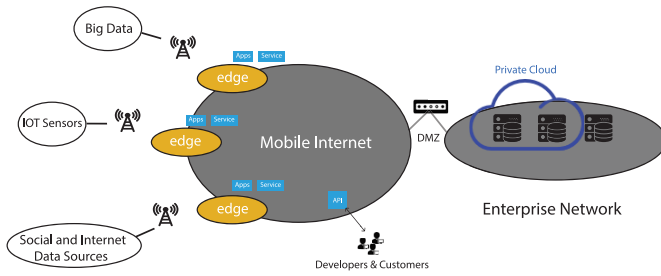 Big Data
Apps Service
edge
Private Cloud
IOT Sensors
Apps Service
edge
Mobile Internet
DMZ
Apps Service
edge
API
Enterprise Network
Social and Internet
Data Sources
Developers & Customers